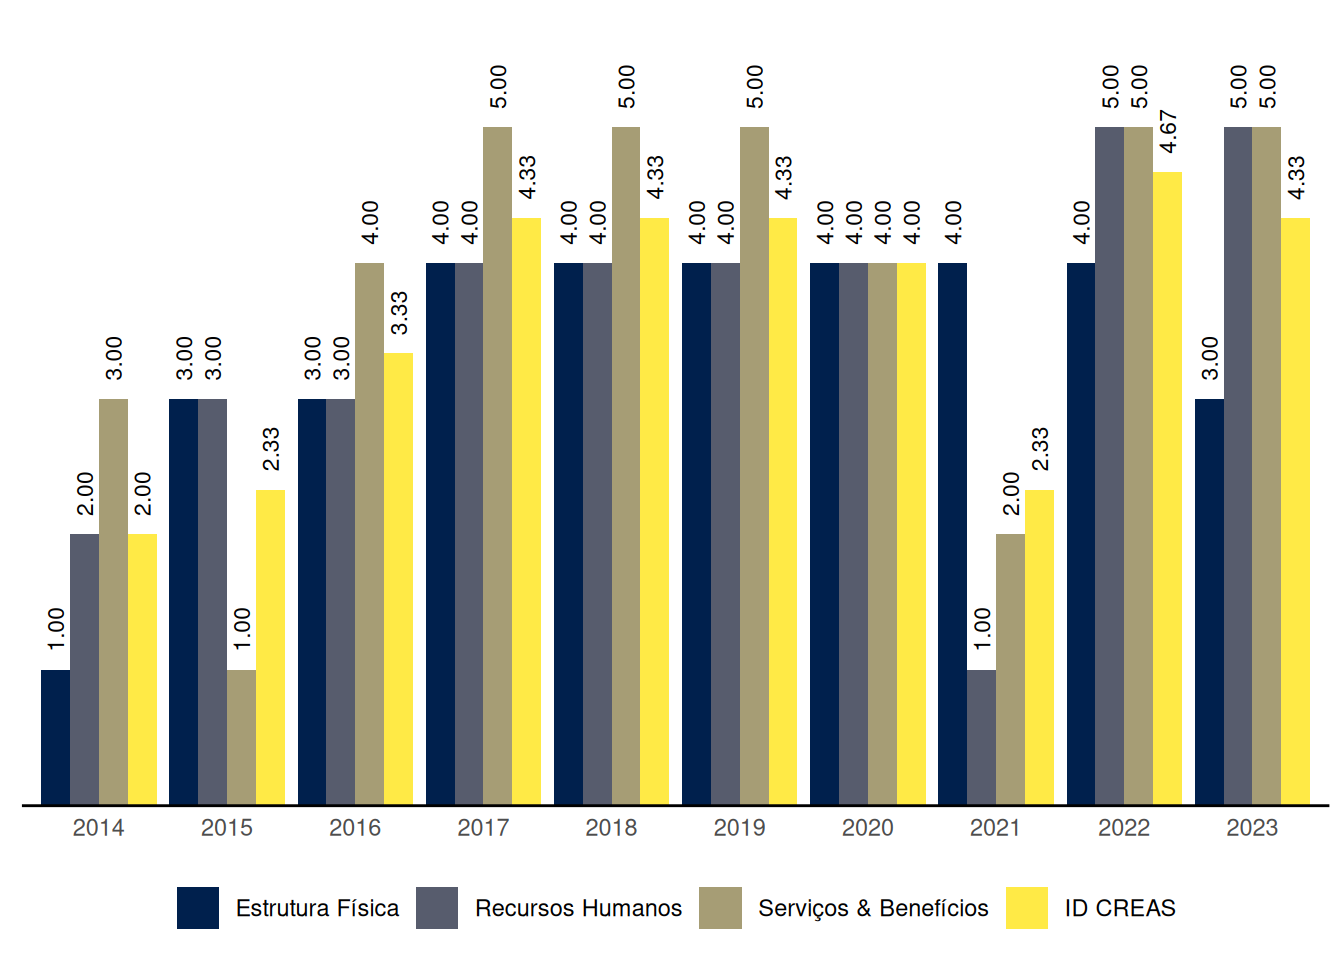 5.00 5.00 5.00 5.00 5.00 5.00 5.00
4.67
4.33 4.33 4.33 4.33
4.00 4.00 4.00 4.00 4.00 4.00 4.00 4.00 4.00 4.00 4.00 4.00 4.00
3.33
3.00 3.00 3.00 3.00 3.00 3.00
2.33 2.33
2.00 2.00 2.00
1.00 1.00 1.00
2014 2015 2016 2017 2018 2019 2020 2021 2022 2023
Estrutura Física Recursos Humanos Serviços & Benefícios ID CREAS